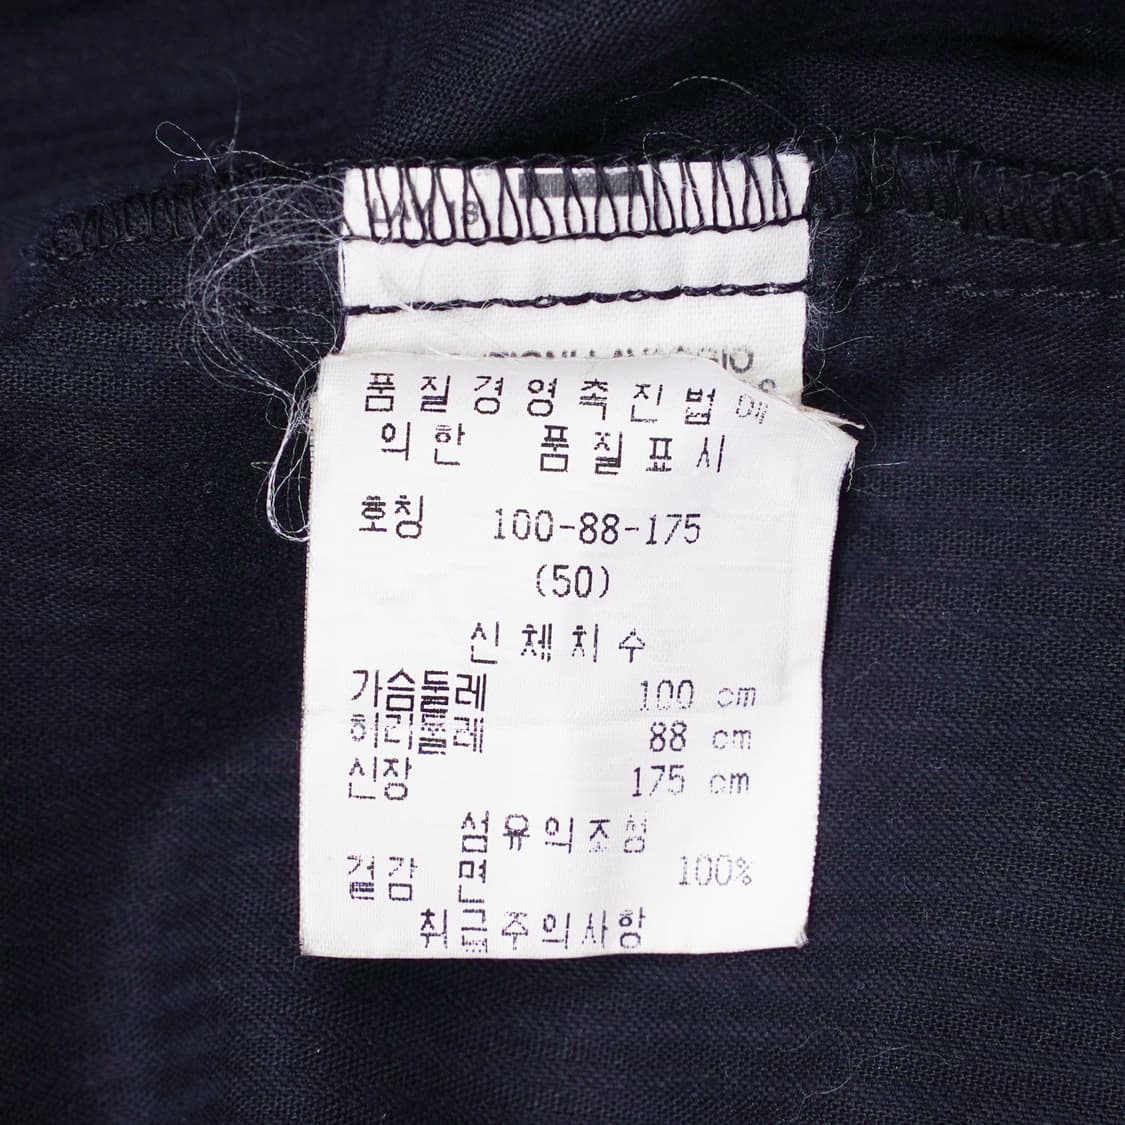 품질경영촉진법에
의한 품질표시
호칭 100-88-175
(50)
신체치수
가슴둘레 100 cm
허리둘레 88 cm
신장 175 cm
섬유의조성
겉감 면 100%
취급주의사항